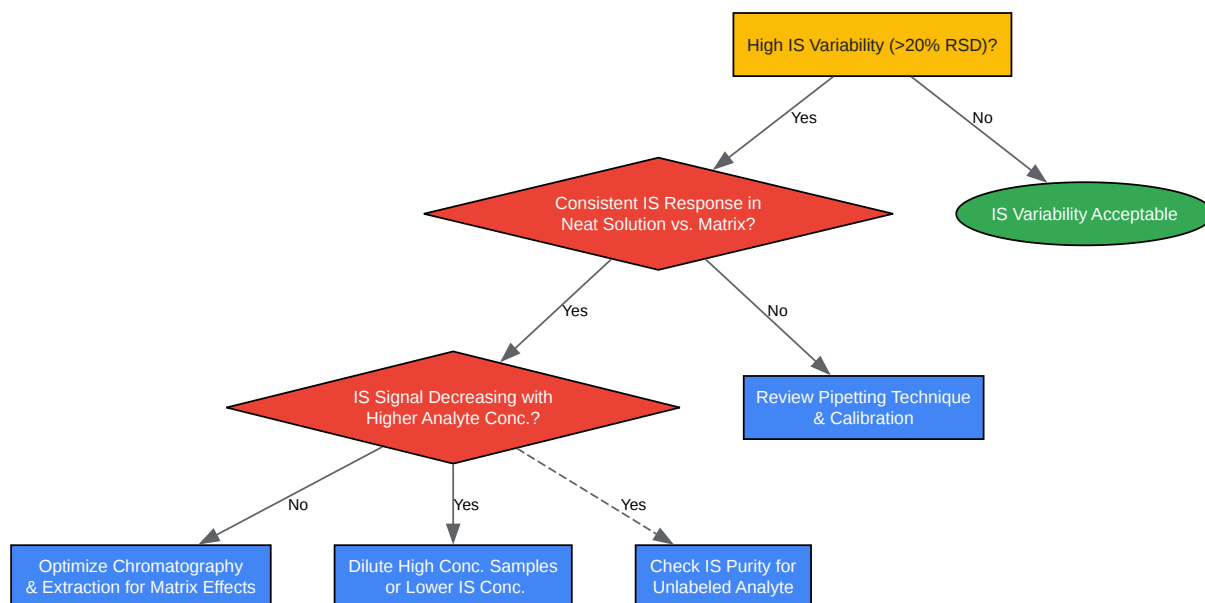 High IS Variability (>20% RSD)?
Yes
No
Consistent IS Response in
Neat Solution vs. Matrix?
IS Variability Acceptable
Yes
No
IS Signal Decreasing with
Higher Analyte Conc.?
Review Pipetting Technique
& Calibration
No
Yes
Yes
Optimize Chromatography
& Extraction for Matrix Effects
Dilute High Conc. Samples
or Lower IS Conc.
Check IS Purity for
Unlabeled Analyte